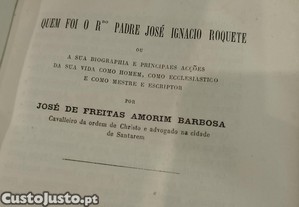 QUEM FOI O R.mo PADRE JOSÉ IGNACIO ROQUETE
OU
A SUA BIOGRAPHIA E PRINCIPAES ACÇÕES
DA SUA VIDA COMO HOMEM, COMO ECCLESIASTICO
E COMO MESTRE E ESCRIPTOR
POR
JOSÉ DE FREITAS AMORIM BARBOSA
Cavalleiro da ordem de Christo e advogado na cidade
de Santarem
CustoJusto.pt